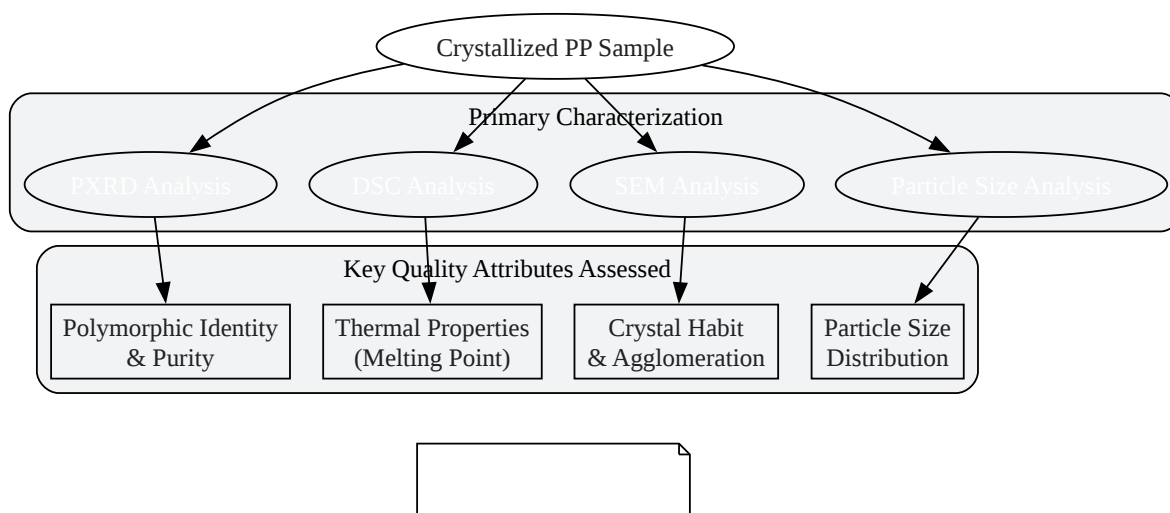 Crystallized PP Sample
Primary Characterization
PXRD Analysis
DSC Analysis
SEM Analysis
Particle Size Analysis
Key Quality Attributes Assessed
Polymorphic Identity
& Purity
Thermal Properties
(Melting Point)
Crystal Habit
& Agglomeration
Particle Size
Distribution